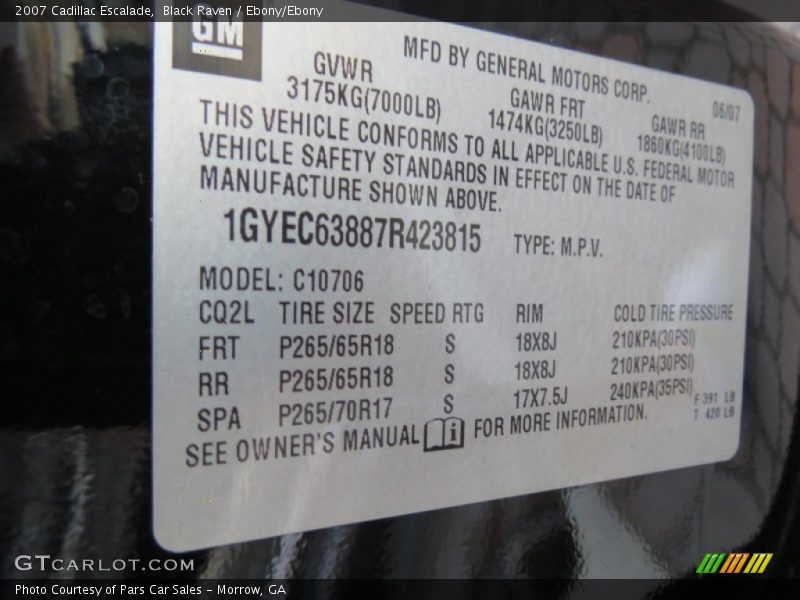 2007 Cadillac Escalade, Black Raven / Ebony/Ebony
GM
MFD BY GENERAL MOTORS CORP.
06/07
GVWR GAWR FRT GAWR RR
3175KG(7000LB) 1474KG(3250LB) 1860KG(4100LB)
THIS VEHICLE CONFORMS TO ALL APPLICABLE U.S. FEDERAL MOTOR
VEHICLE SAFETY STANDARDS IN EFFECT ON THE DATE OF
MANUFACTURE SHOWN ABOVE.
1GYEC63887R423815 TYPE: M.P.V.
MODEL: C10706
CQ2L TIRE SIZE SPEED RTG RIM COLD TIRE PRESSURE
FRT P265/65R18 S 18X8J 210KPA(30PSI)
RR P265/65R18 S 18X8J 210KPA(30PSI)
SPA P265/70R17 S 17X7.5J 240KPA(35PSI)
F 391 LB
T 420 LB
SEE OWNER'S MANUAL i FOR MORE INFORMATION.
GTCARLOT.COM
Photo Courtesy of Pars Car Sales - Morrow, GA